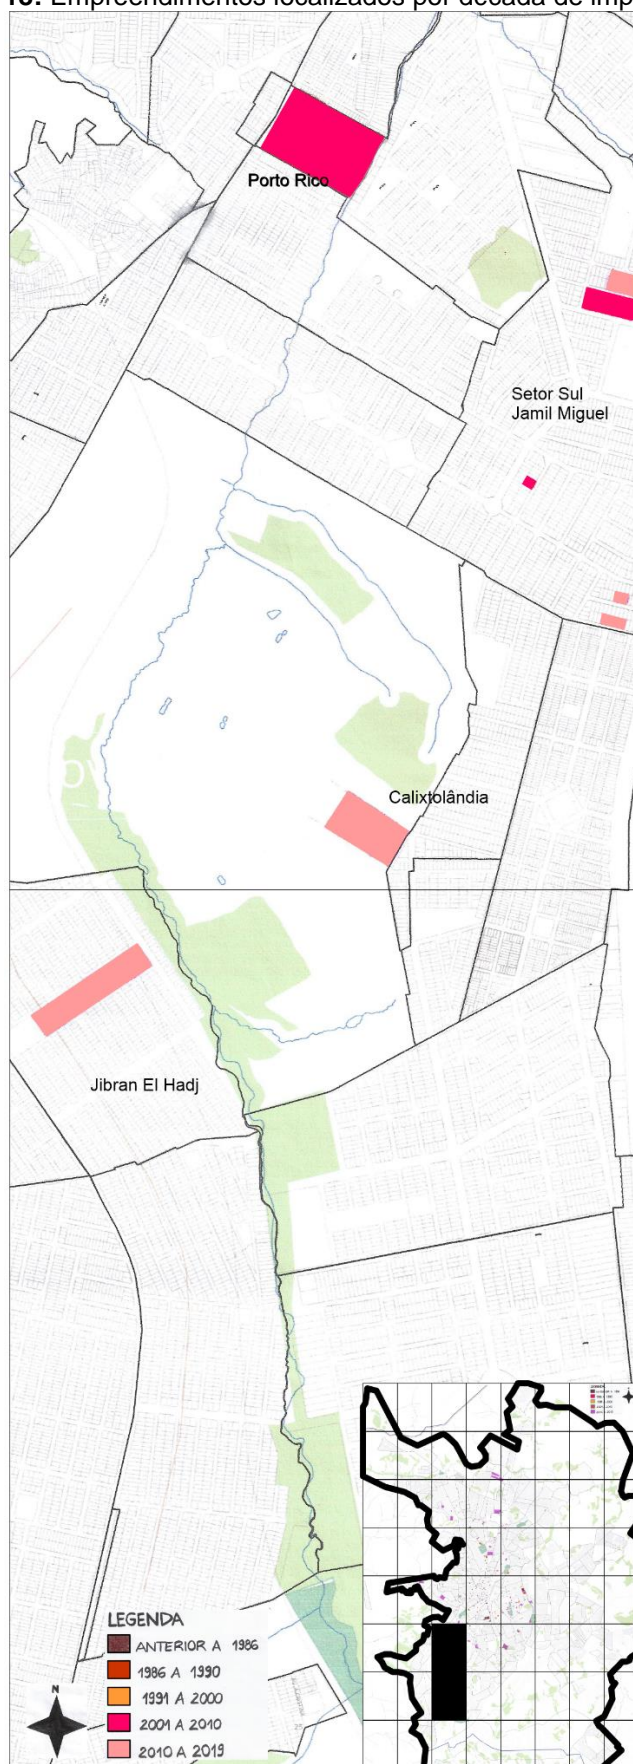 Empreendimentos localizados por década de imp
Porto Rico
Setor Sul
Jamil Miguel
Calixtolândia
Jibran El Hadj
LEGENDA
ANTERIOR A 1986
1986 A 1990
1991 A 2000
2001 A 2010
2010 A 2019
N